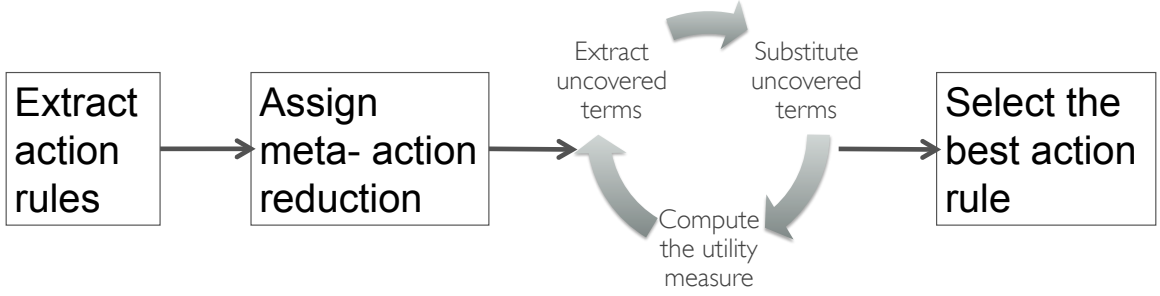 Extract
action
rules
Assign
meta- action
reduction
Extract
uncovered
terms
Substitute
uncovered
terms
Compute
the utility
measure
Select the
best action
rule